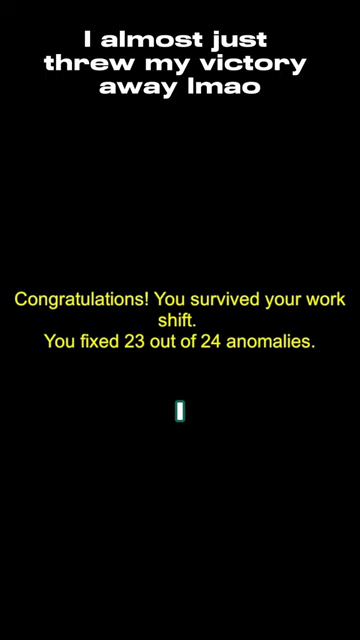 I almost just
threw my victory
away lmao
Congratulations! You survived your work
shift.
You fixed 23 out of 24 anomalies.
I